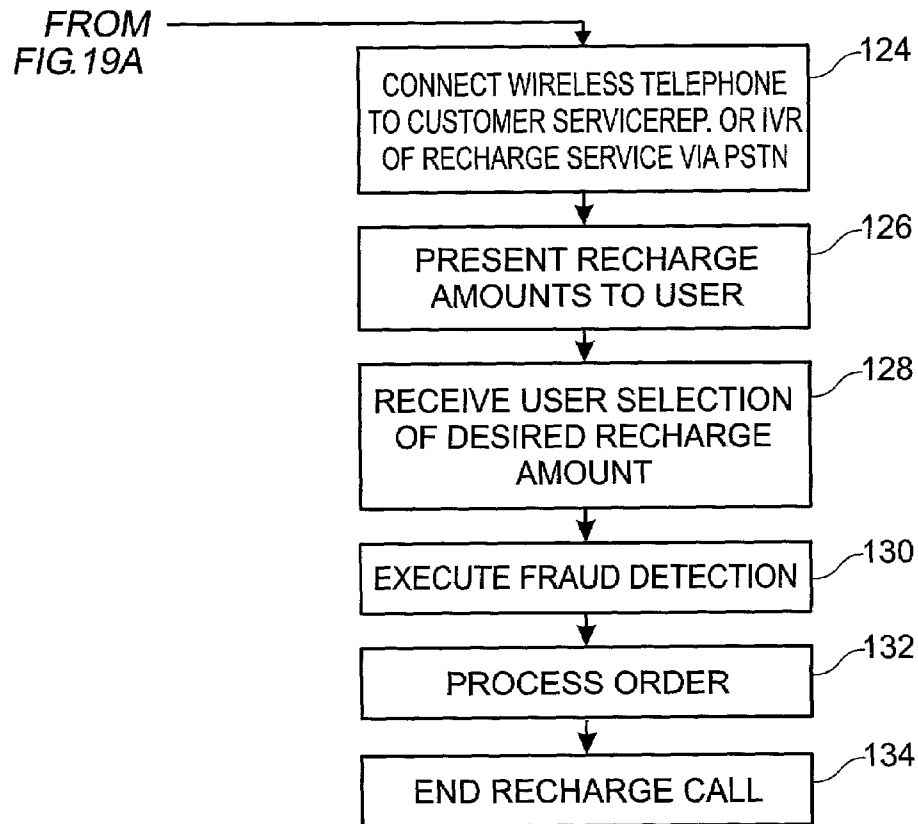 FROM
FIG.19A
124
CONNECT WIRELESS TELEPHONE
TO CUSTOMER SERVICEREP. OR IVR
OF RECHARGE SERVICE VIA PSTN
126
PRESENT RECHARGE
AMOUNTS TO USER
128
RECEIVE USER SELECTION
OF DESIRED RECHARGE
AMOUNT
130
EXECUTE FRAUD DETECTION
132
PROCESS ORDER
134
END RECHARGE CALL